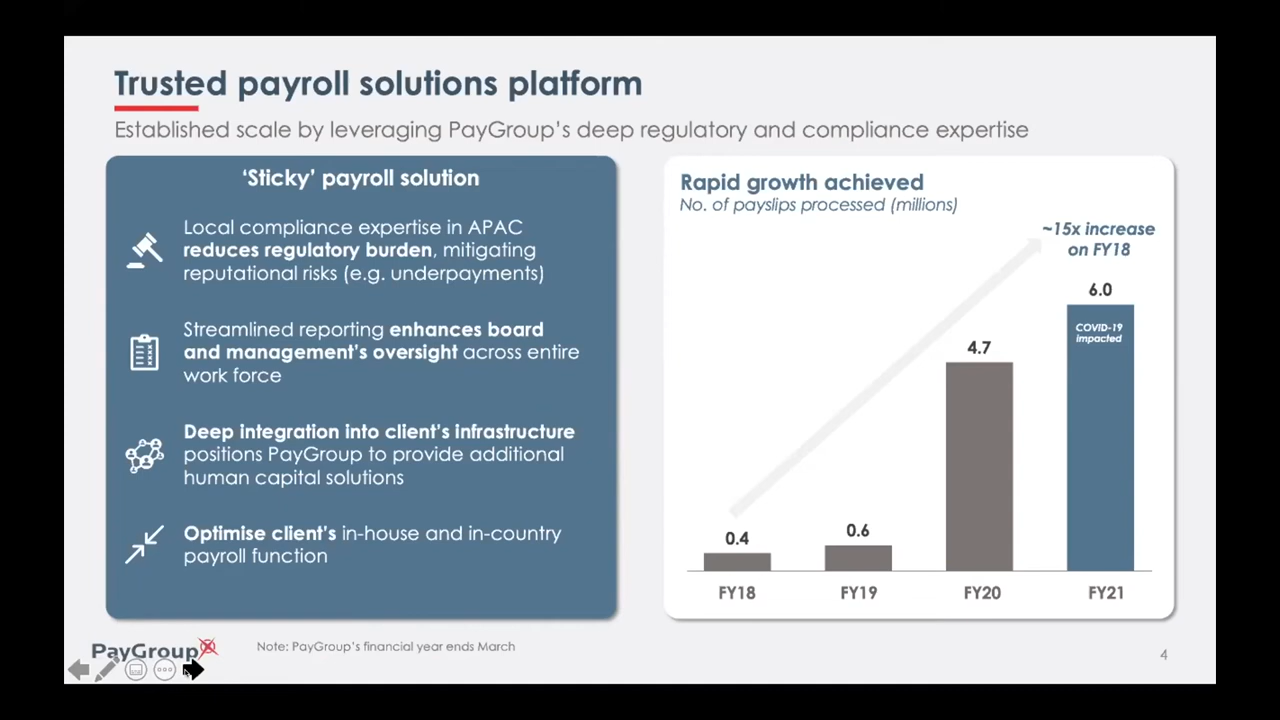 Trusted payroll solutions platform
Established scale by leveraging PayGroup’s deep regulatory and compliance expertise
‘Sticky’ payroll solution
Local compliance expertise in APAC
reduces regulatory burden, mitigating
reputational risks (e.g. underpayments)
Streamlined reporting enhances board
and management’s oversight across entire
work force
Deep integration into client’s infrastructure
positions PayGroup to provide additional
human capital solutions
Optimise client’s in-house and in-country
payroll function
Rapid growth achieved
No. of payslips processed (millions)
~15x increase
on FY18
6.0
COVID-19
impacted
4.7
0.6
0.4
FY18
FY19
FY20
FY21
PayGroup
Note: PayGroup’s financial year ends March
4